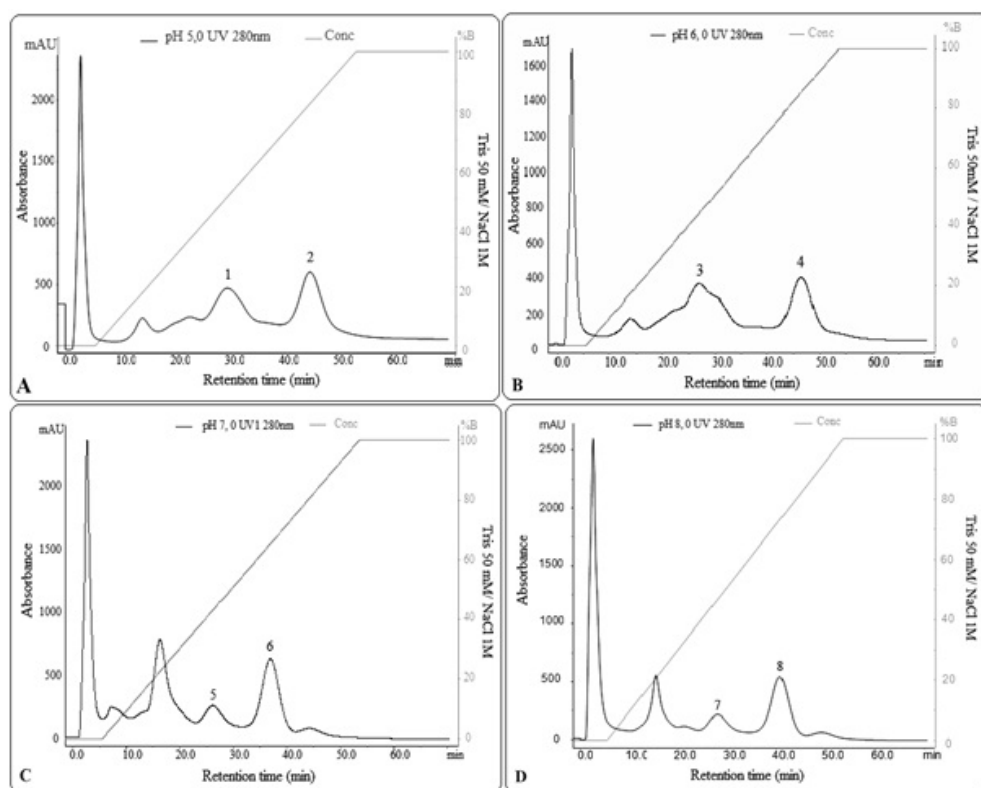 mAU
pH 5,0 UV 280nm
Conc
%B
2000
1500
1000
500
0
Absorbance
100
80
60
40
20
0
Tris 50 mM/ NaCl 1M
1
2
0.0 10.0 20.0 30.0 40.0 50.0 60.0 min
Retention time (min)
A
mAU
pH 6, 0 UV 280nm
Conc
%B
1600
1400
1200
1000
800
600
400
200
0
Absorbance
100
80
60
40
20
0
Tris 50mM/ NaCl 1M
3
4
0.0 10.0 20.0 30.0 40.0 50.0 60.0 min
Retention time (min)
B
mAU
pH 7, 0 UV1 280nm
Conc
%B
2000
1500
1000
500
0
Absorbance
100
80
60
40
20
0
Tris 50 mM/ NaCl 1M
5
6
0.0 10.0 20.0 30.0 40.0 50.0 60.0 min
Retention time (min)
C
mAU
pH 8, 0 UV 280nm
Conc
%B
2500
2000
1500
1000
500
0
Absorbance
100
80
60
40
20
0
Tris 50 mM/ NaCl 1M
7
8
0.0 10.0 20.0 30.0 40.0 50.0 60.0 min
Retention time (min)
D